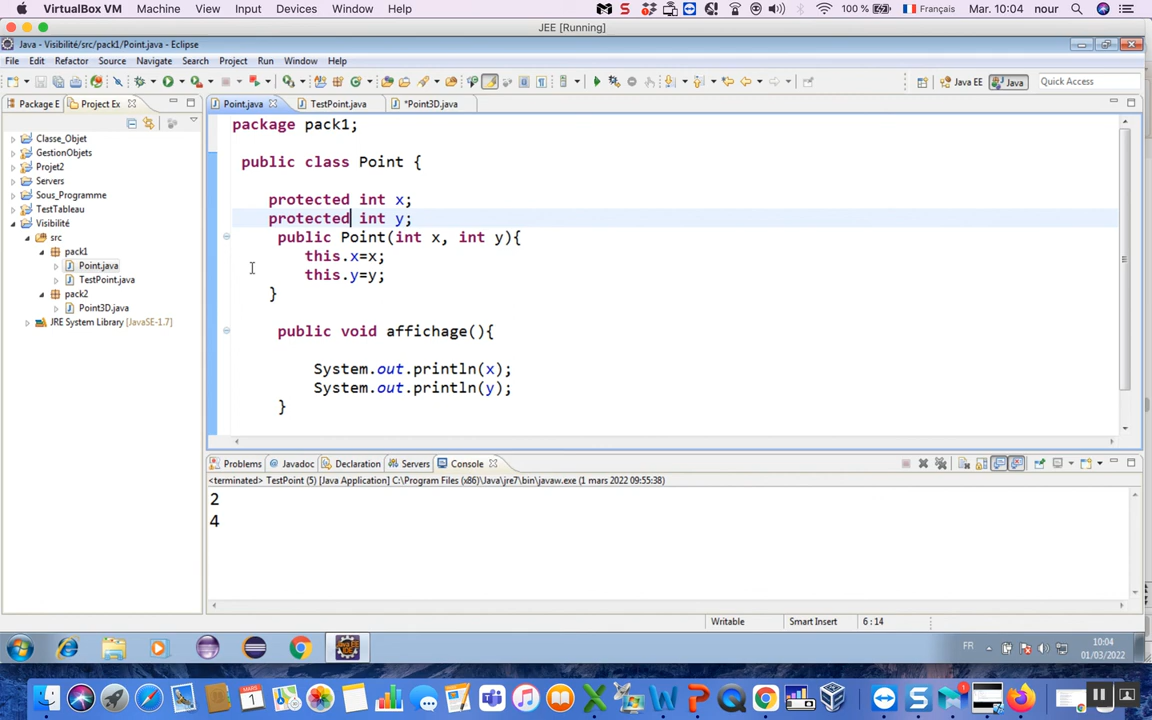 VirtualBox VM Machine View Input Devices Window Help 100 % Français Mar. 10:04 nour
JEE [Running]
Java - Visibilité/src/pack1/Point.java - Eclipse
File Edit Refactor Source Navigate Search Project Run Window Help
Java EE Java Quick Access
Package E Project Ex
Point.java TestPoint.java *Point3D.java
Classe_Objet
GestionObjets
Projet2
Servers
Sous_Programme
TestTableau
Visibilité
src
pack1
Point.java
TestPoint.java
pack2
Point3D.java
JRE System Library [JavaSE-1.7]
package pack1;
public class Point {
protected int x;
protected int y;
public Point(int x, int y){
this.x=x;
this.y=y;
}
public void affichage(){
System.out.println(x);
System.out.println(y);
}
Problems Javadoc Declaration Servers Console
<terminated> TestPoint (5) [Java Application] C:\Program Files (x86)\Java\jre7\bin\javaw.exe (1 mars 2022 09:55:38)
2
4
Writable Smart Insert 6 : 14
FR 10:04
01/03/2022